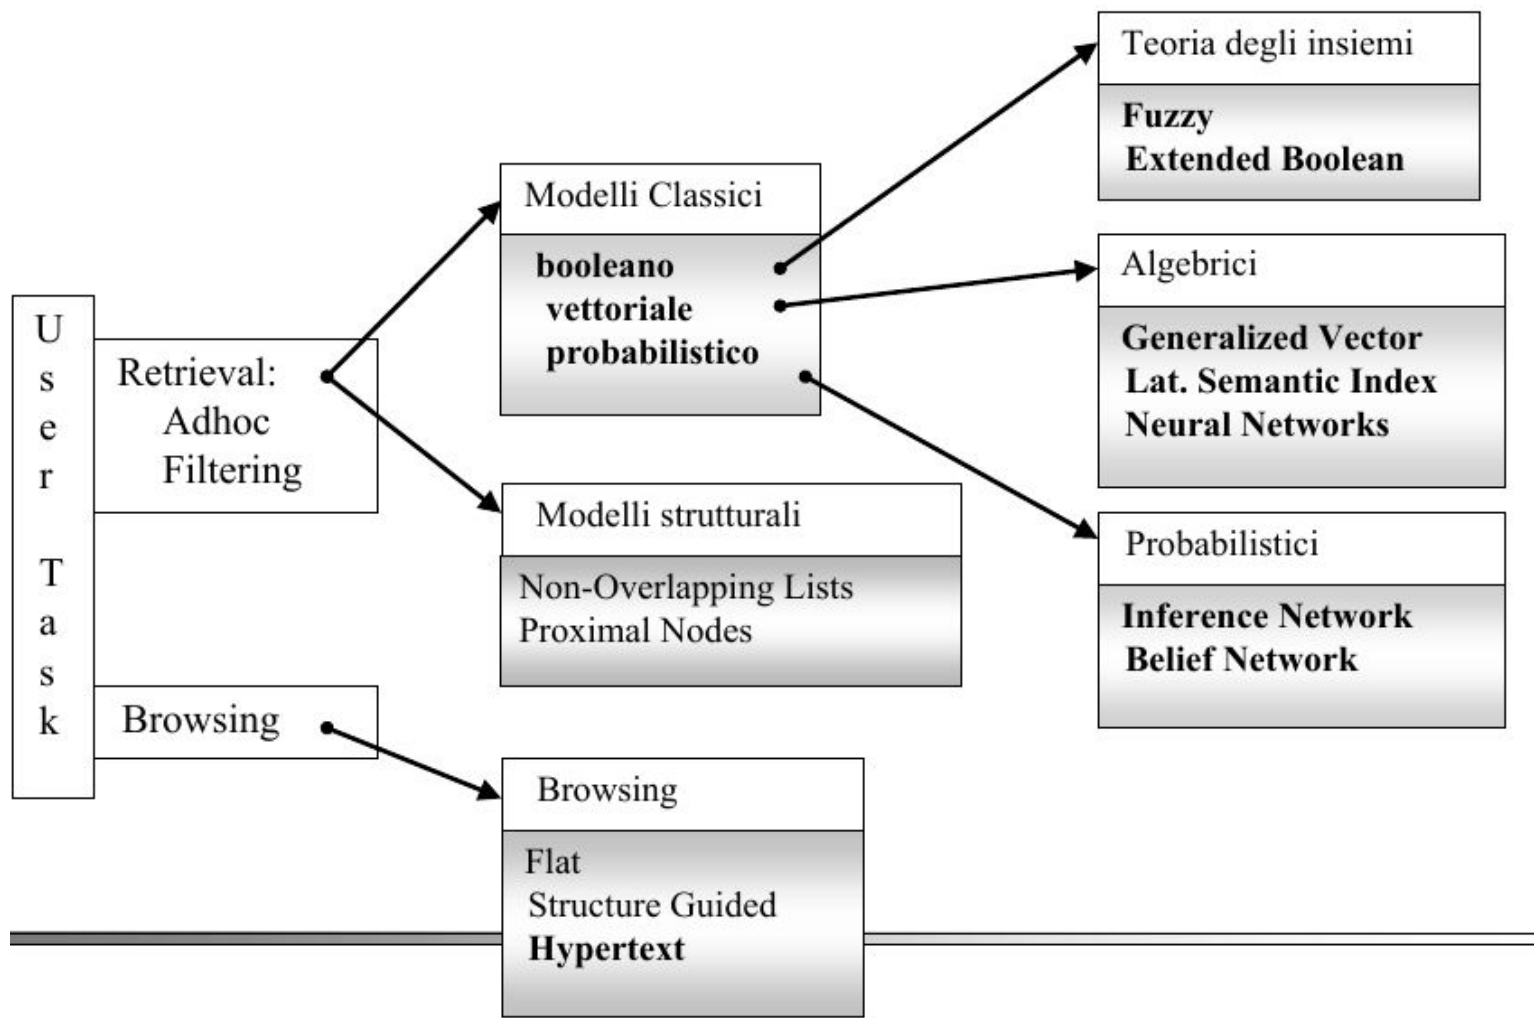 User Task
Retrieval:
Adhoc
Filtering
Browsing
Modelli Classici
booleano
vettoriale
probabilistico
Modelli strutturali
Non-Overlapping Lists
Proximal Nodes
Browsing
Flat
Structure Guided
Hypertext
Teoria degli insiemi
Fuzzy
Extended Boolean
Algebrici
Generalized Vector
Lat. Semantic Index
Neural Networks
Probabilistici
Inference Network
Belief Network